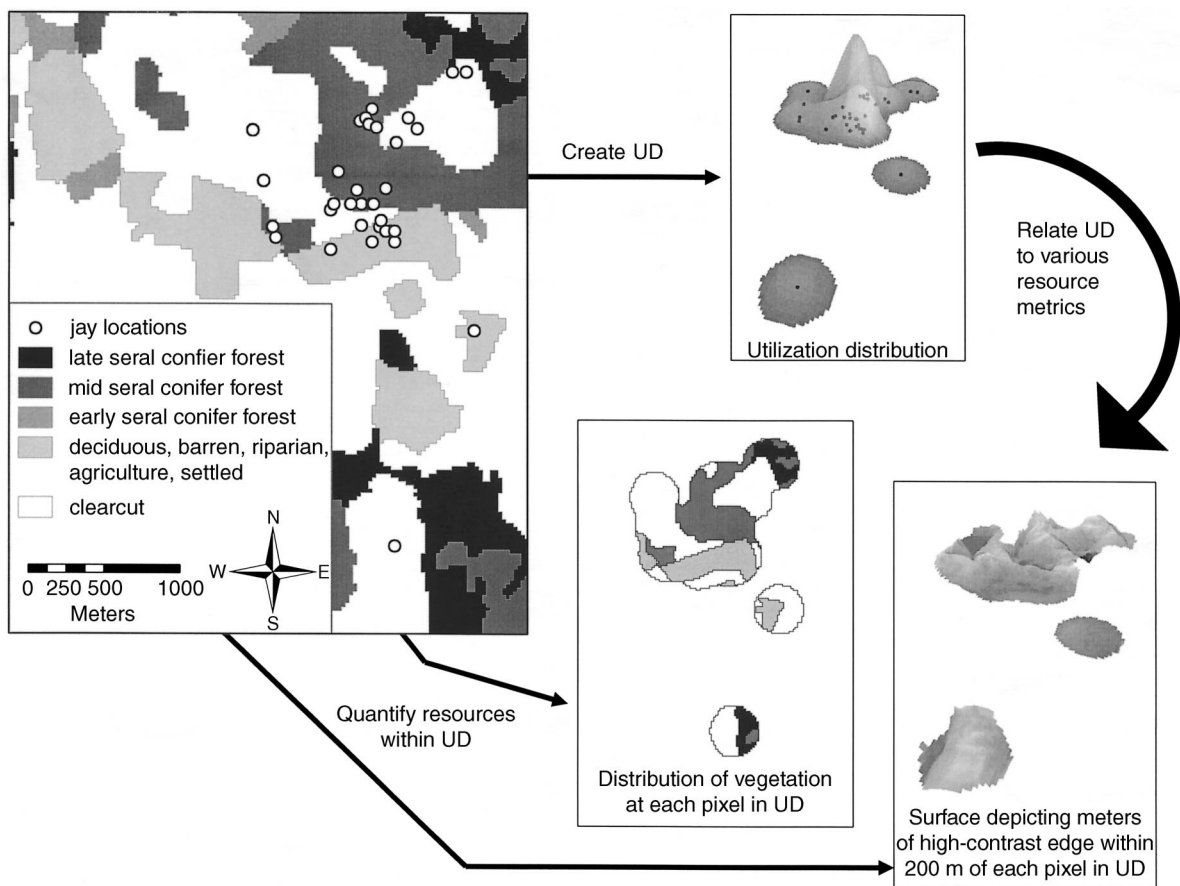 Create UD
Utilization distribution
Relate UD
to various
resource
metrics
jay locations
late seral confier forest
mid seral conifer forest
early seral conifer forest
deciduous, barren, riparian,
agriculture, settled
clearcut
N
W
E
S
0 250 500 1000
Meters
Quantify resources
within UD
Distribution of vegetation
at each pixel in UD
Surface depicting meters
of high-contrast edge within
200 m of each pixel in UD